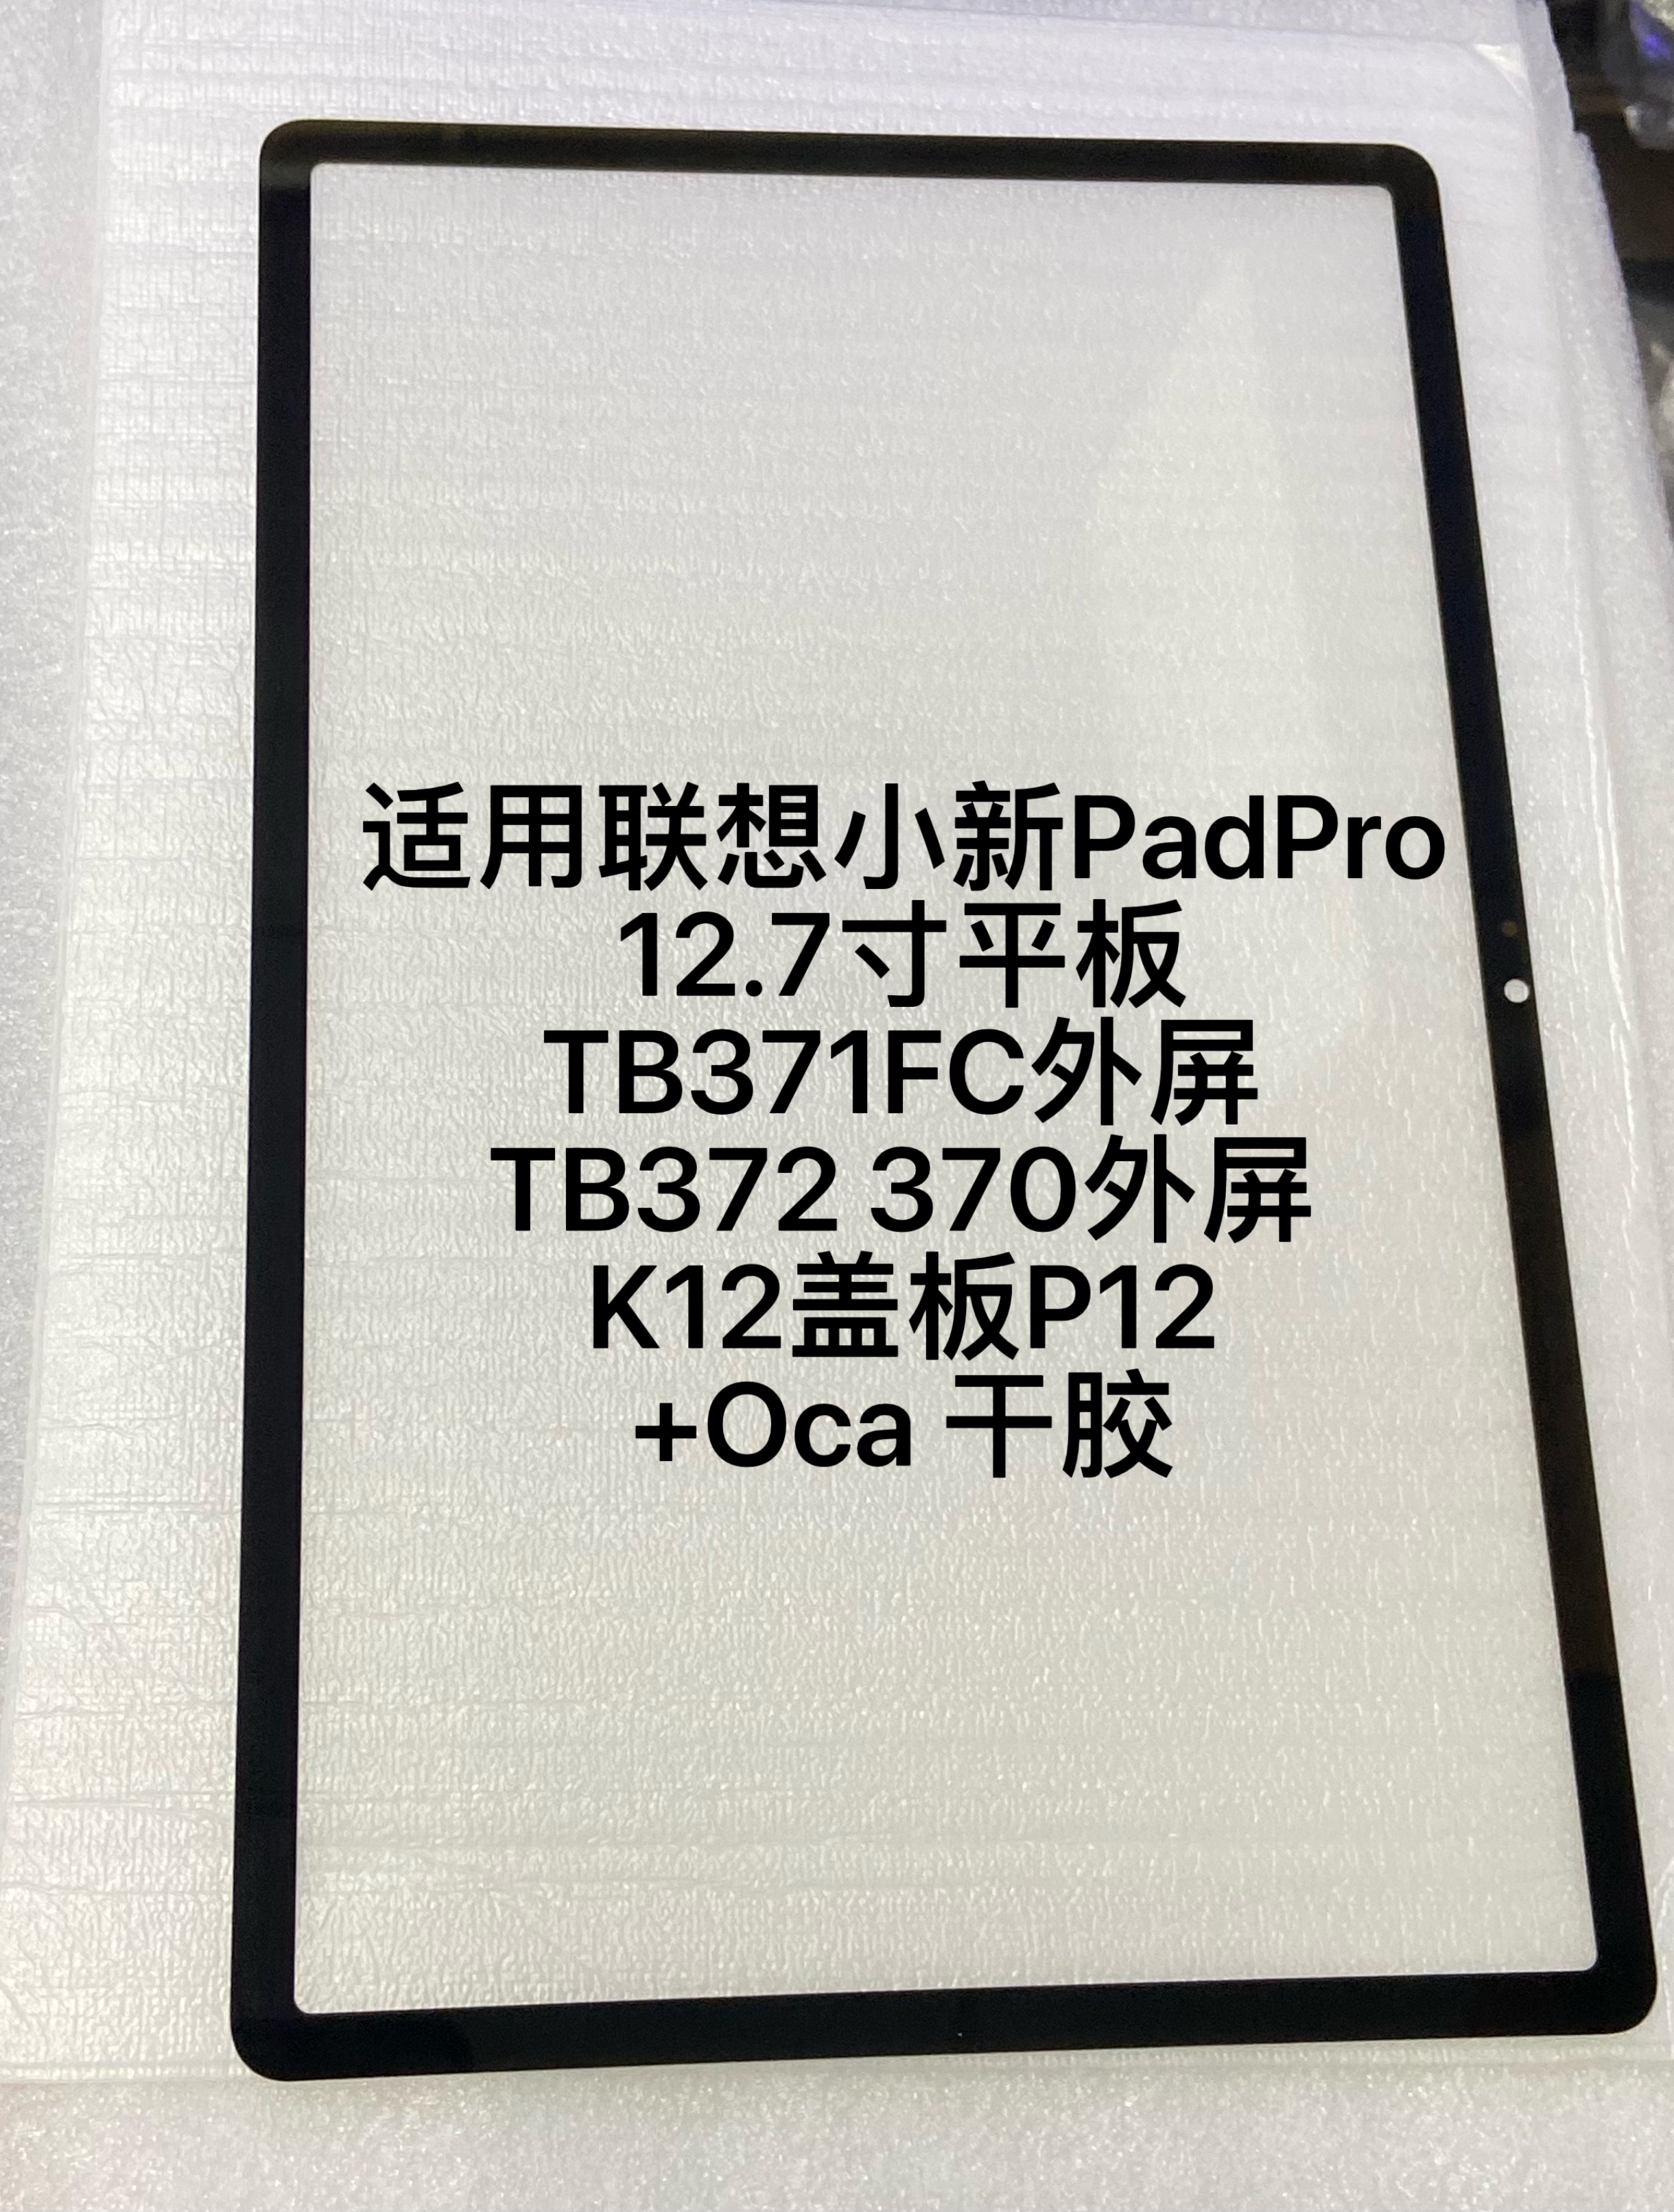 适用联想小新PadPro
12.7寸平板
TB371FC外屏
TB372 370外屏
K12盖板P12
+Oca 干胶